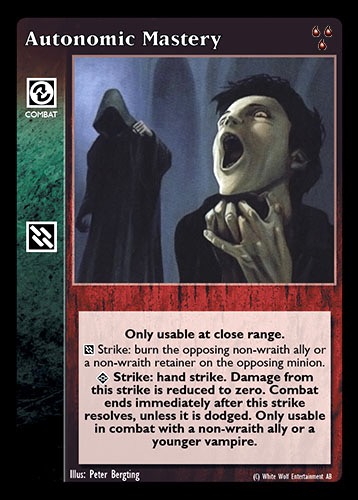 Autonomic Mastery
COMBAT
Only usable at close range.
Strike: burn the opposing non-wraith ally or
a non-wraith retainer on the opposing minion.
Strike: hand strike. Damage from
this strike is reduced to zero. Combat
ends immediately after this strike
resolves, unless it is dodged. Only usable
in combat with a non-wraith ally or a
younger vampire.
Illus: Peter Bergting
(C) White Wolf Entertainment AB